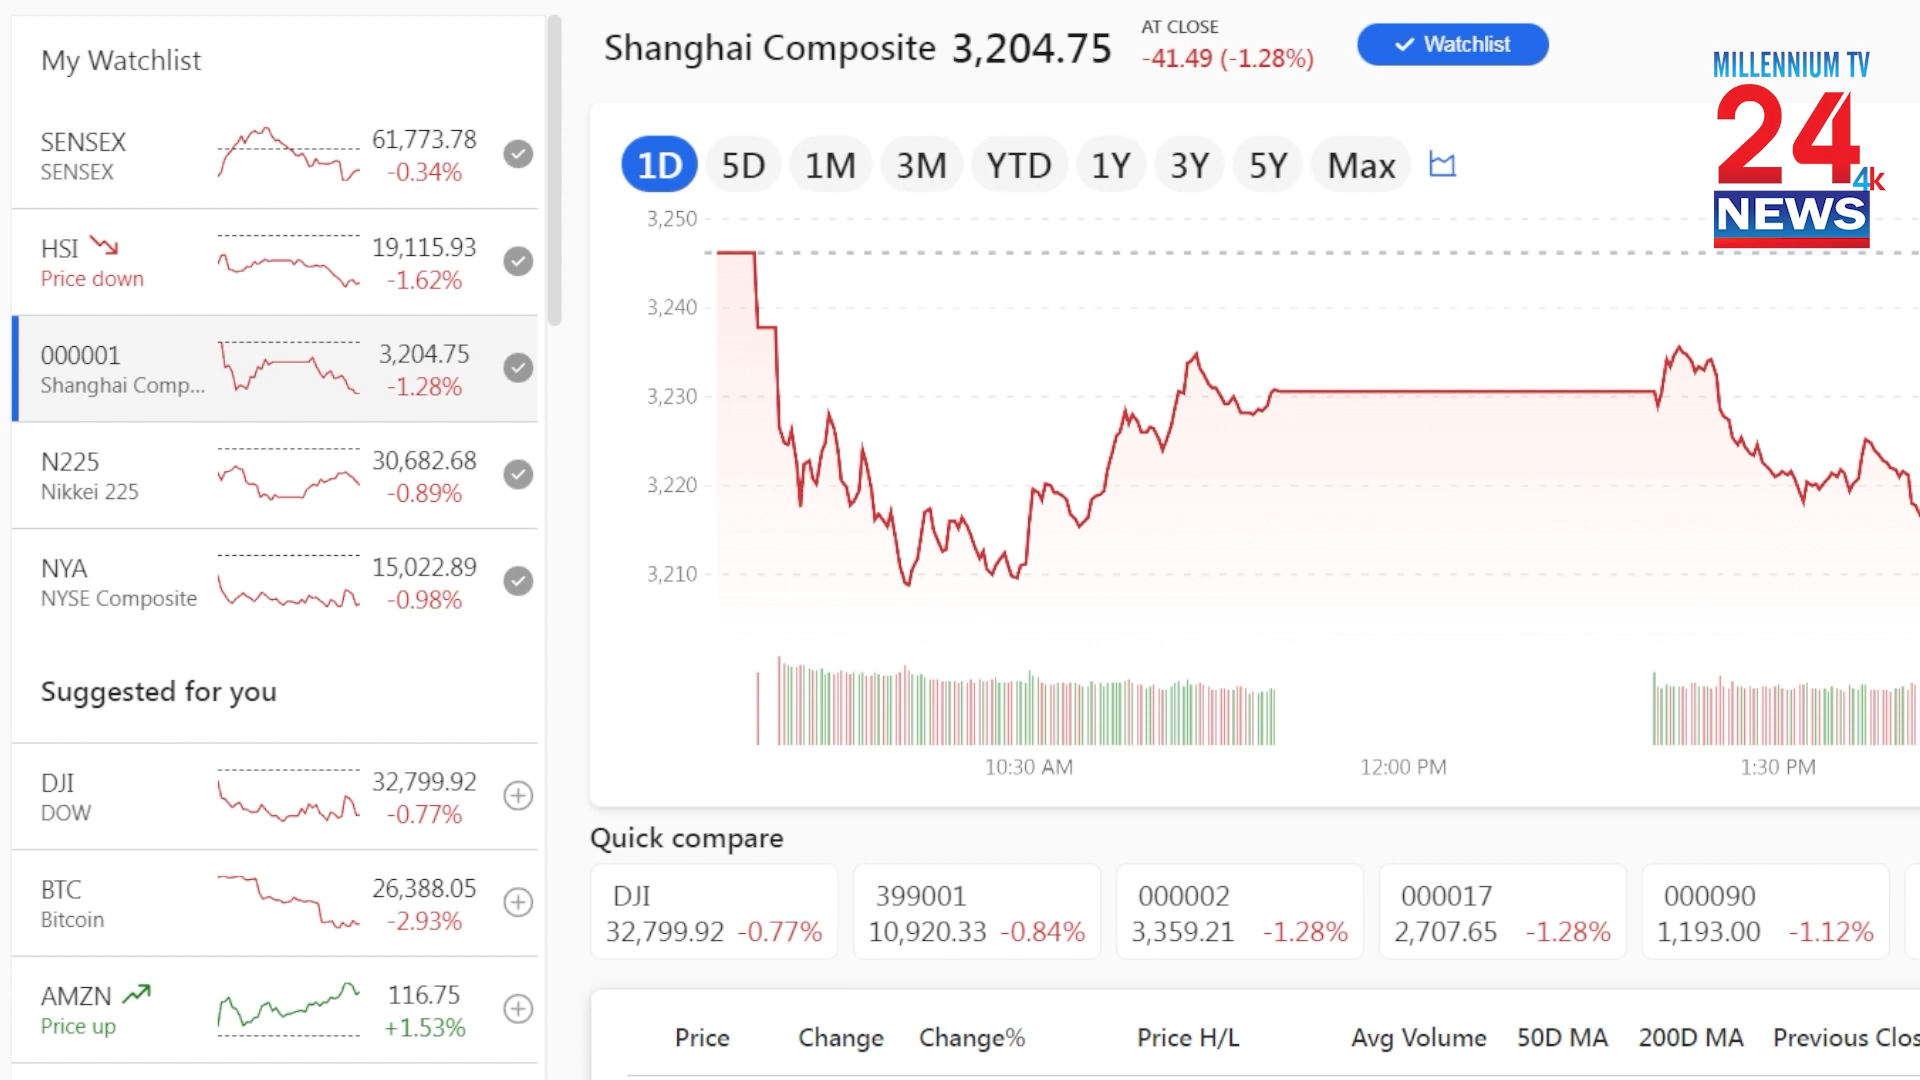 My Watchlist
SENSEX 61,773.78
SENSEX -0.34%
HSI 19,115.93
Price down -1.62%
000001 3,204.75
Shanghai Comp... -1.28%
N225 30,682.68
Nikkei 225 -0.89%
NYA 15,022.89
NYSE Composite -0.98%
Suggested for you
DJI 32,799.92
DOW -0.77%
BTC 26,388.05
Bitcoin -2.93%
AMZN 116.75
Price up +1.53%
Shanghai Composite 3,204.75
AT CLOSE
-41.49 (-1.28%)
Watchlist
MILLENNIUM TV
24
4k
NEWS
1D 5D 1M 3M YTD 1Y 3Y 5Y Max
3,250
3,240
3,230
3,220
3,210
10:30 AM 12:00 PM 1:30 PM
Quick compare
DJI
32,799.92 -0.77%
399001
10,920.33 -0.84%
000002
3,359.21 -1.28%
000017
2,707.65 -1.28%
000090
1,193.00 -1.12%
Price Change Change% Price H/L Avg Volume 50D MA 200D MA Previous Clos